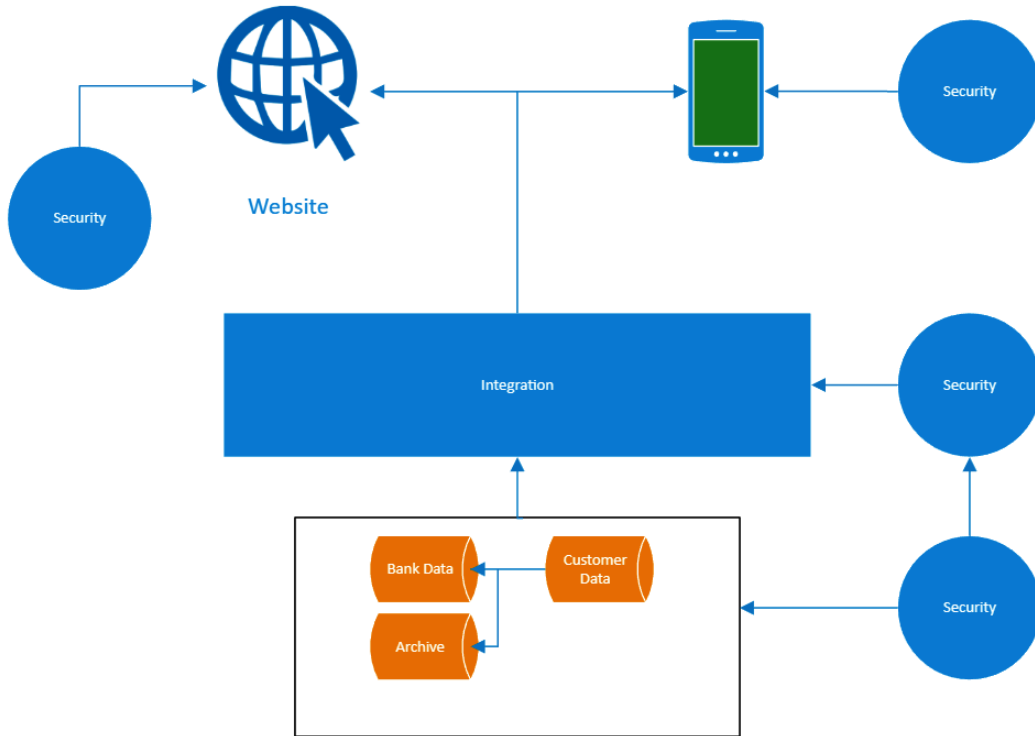 Security
Website
Security
Integration
Security
Bank Data
Customer
Data
Archive
Security